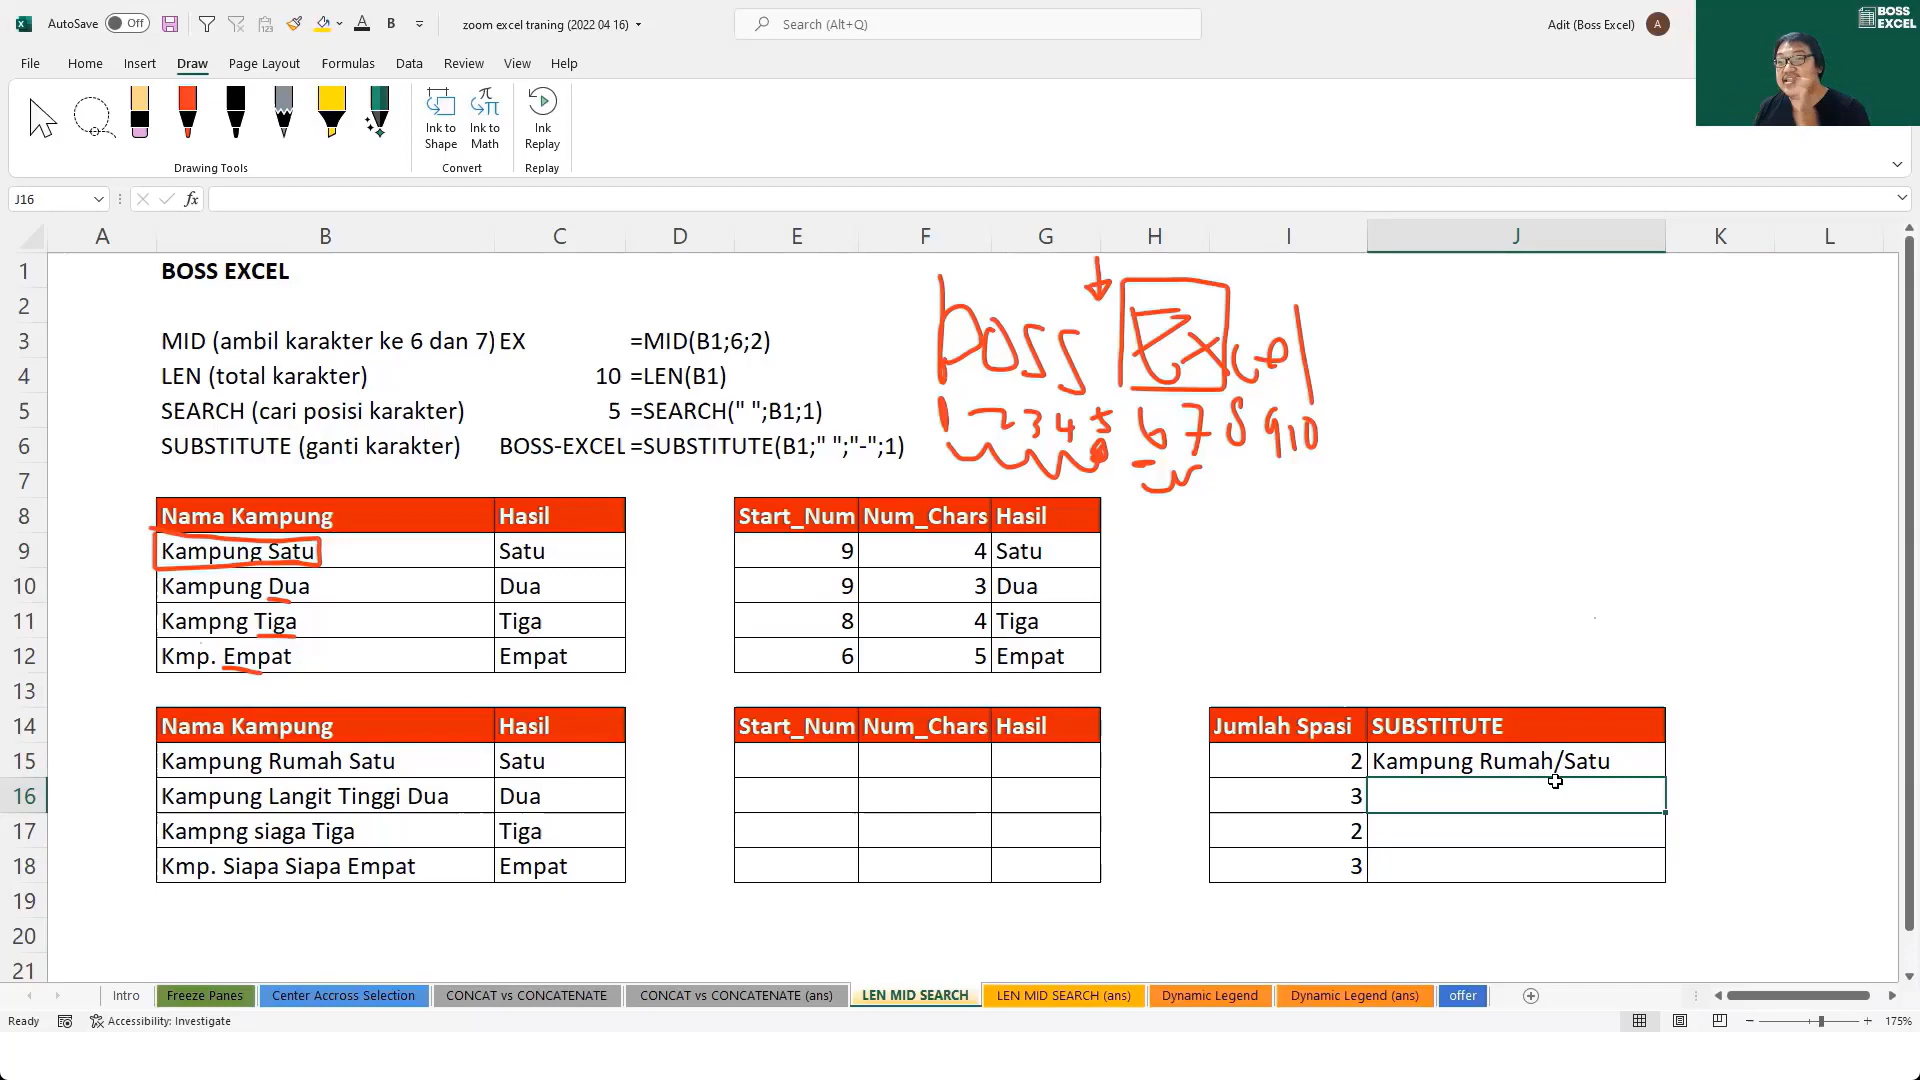 AutoSave Off
zoom excel traning (2022 04 16)
Search (Alt+Q)
Adit (Boss Excel)
A
BOSS
EXCEL
File Home Insert Draw Page Layout Formulas Data Review View Help
Ink to Shape
Ink to Math
Ink Replay
Drawing Tools
Convert
Replay
J16
fx
A B C D E F G H I J K L
1 BOSS EXCEL
2
3 MID (ambil karakter ke 6 dan 7) EX =MID(B1;6;2)
4 LEN (total karakter) 10 =LEN(B1)
5 SEARCH (cari posisi karakter) 5 =SEARCH(" ";B1;1)
6 SUBSTITUTE (ganti karakter) BOSS-EXCEL =SUBSTITUTE(B1;" ";"-";1)
Boss Excel
1 2 3 4 5 6 7 8 9 10
7
8 Nama Kampung Hasil Start_Num Num_Chars Hasil
9 Kampung Satu Satu 9 4 Satu
10 Kampung Dua Dua 9 3 Dua
11 Kampng Tiga Tiga 8 4 Tiga
12 Kmp. Empat Empat 6 5 Empat
13
14 Nama Kampung Hasil Start_Num Num_Chars Hasil Jumlah Spasi SUBSTITUTE
15 Kampung Rumah Satu Satu 2 Kampung Rumah/Satu
16 Kampung Langit Tinggi Dua Dua 3
17 Kampng siaga Tiga Tiga 2
18 Kmp. Siapa Siapa Empat Empat 3
19
20
21
Intro Freeze Panes Center Accross Selection CONCAT vs CONCATENATE CONCAT vs CONCATENATE (ans) LEN MID SEARCH LEN MID SEARCH (ans) Dynamic Legend Dynamic Legend (ans) offer
Ready Accessibility: Investigate 175%